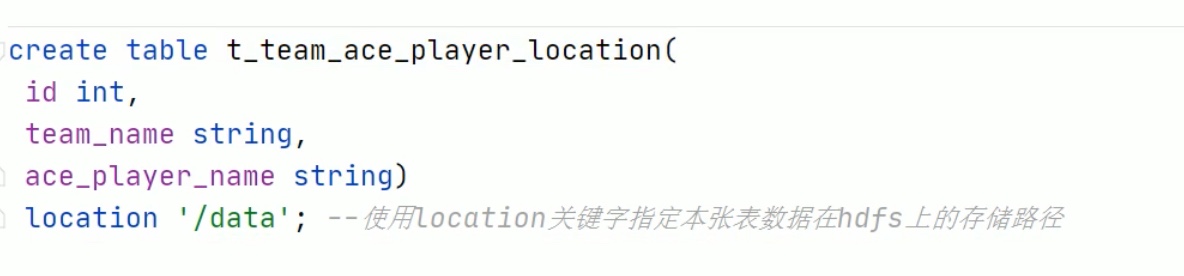 create table t_team_ace_player_location(
id int,
team_name string,
ace_player_name string)
location '/data'; --使用location关键字指定本张表数据在hdfs上的存储路径